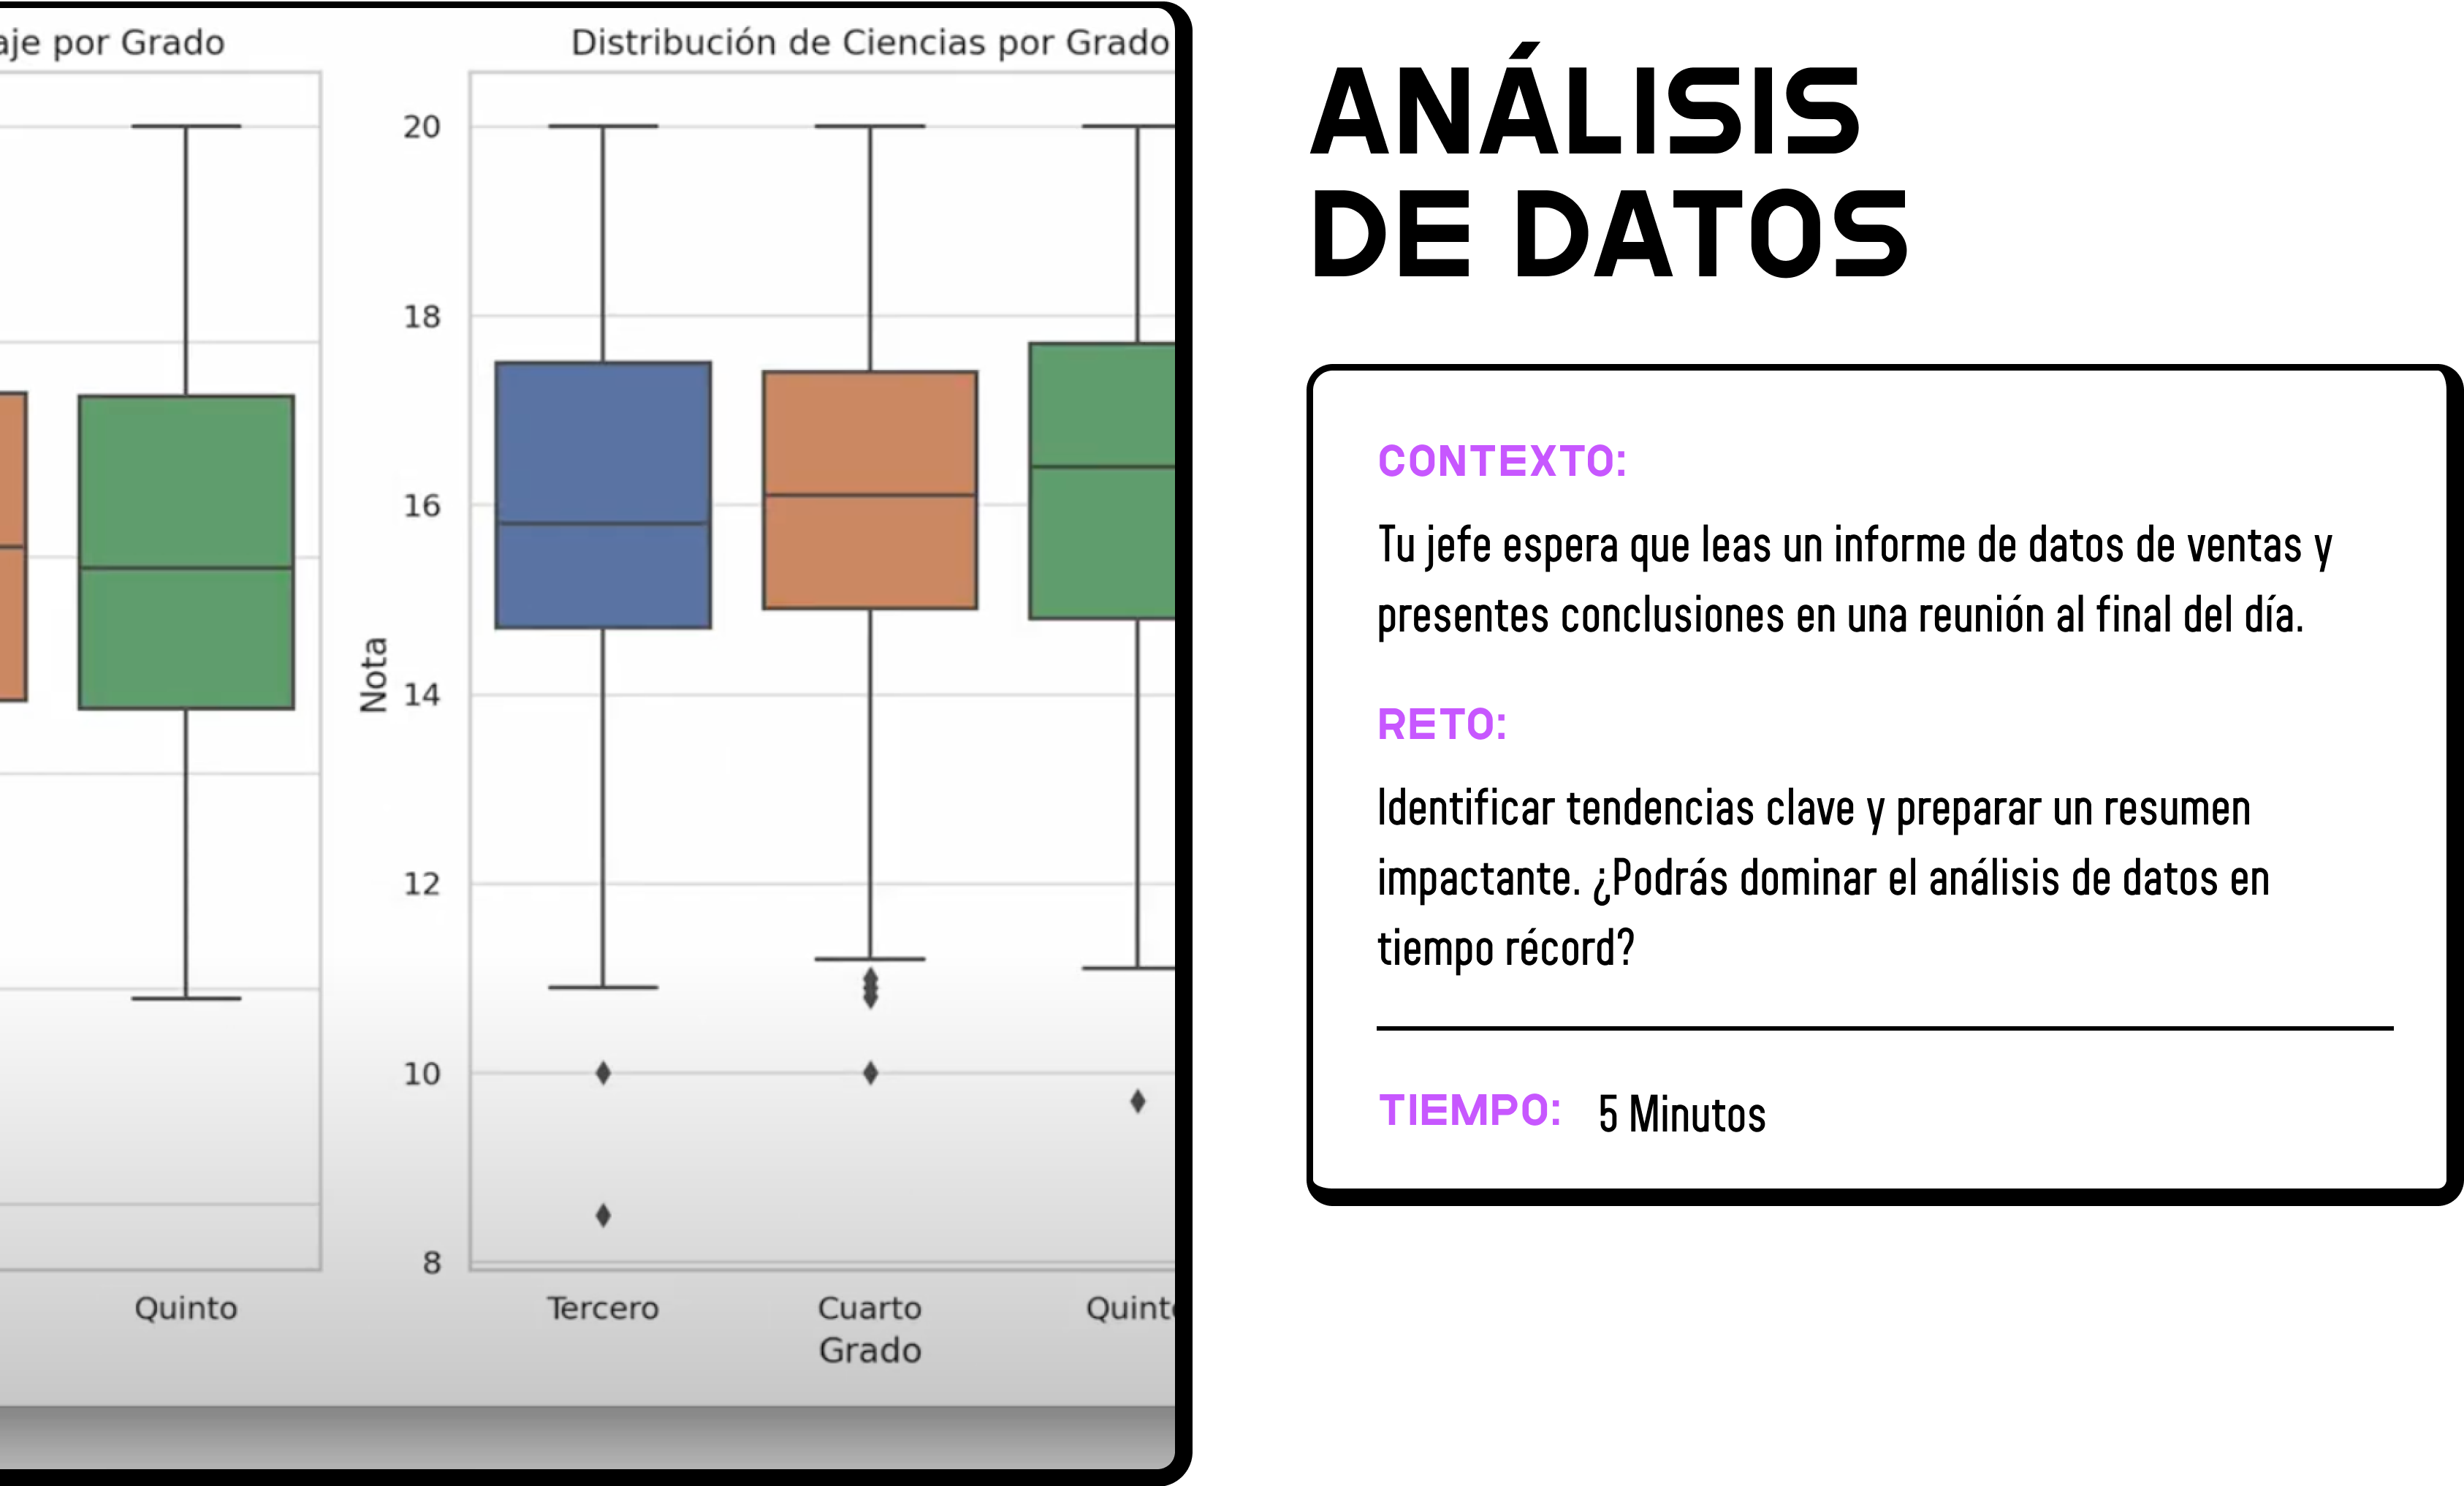 aje por Grado
Distribución de Ciencias por Grado
20
18
16
14
12
10
8
Nota
Quinto
Tercero
Cuarto
Quinto
Grado
ANÁLISIS
DE DATOS
CONTEXTO:
Tu jefe espera que leas un informe de datos de ventas y
presentes conclusiones en una reunión al final del día.
RETO:
Identificar tendencias clave y preparar un resumen
impactante. ¿Podrás dominar el análisis de datos en
tiempo récord?
TIEMPO: 5 Minutos